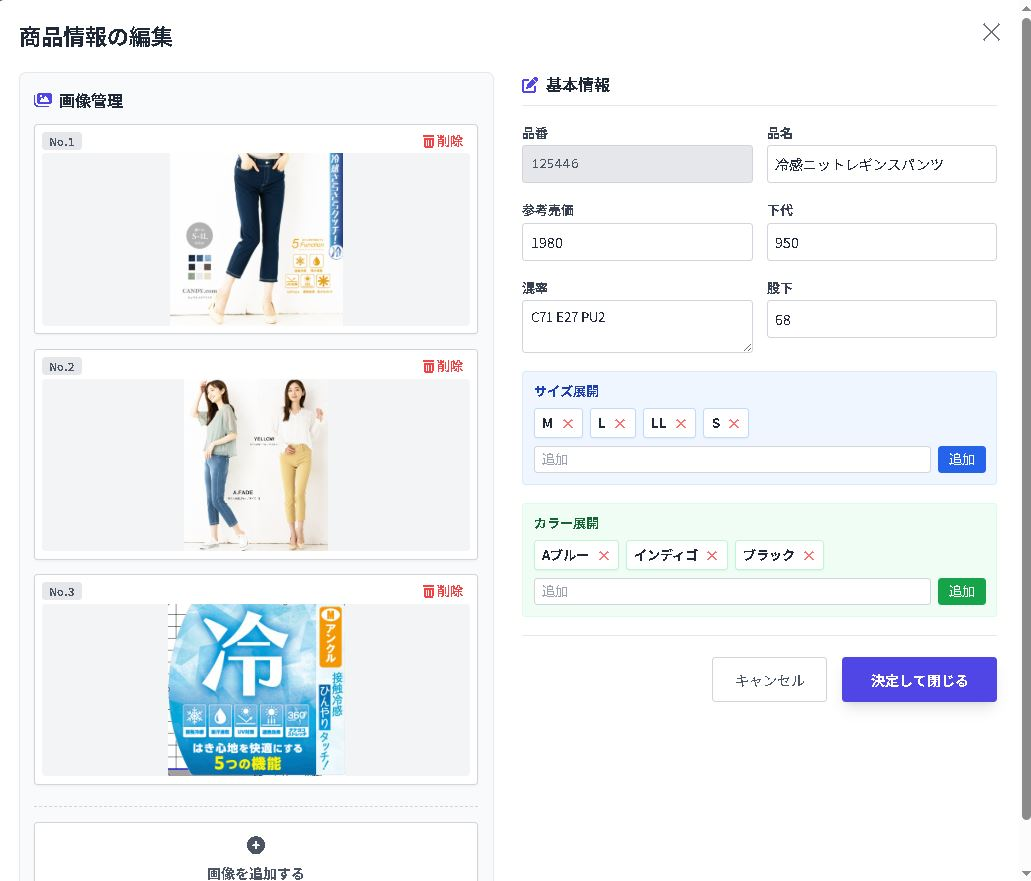 商品情報の編集
画像管理
No.1
削除
冷感さらさらタッチ!
冷
S-LL
5 Function
CANDY.com
No.2
削除
YELLOW
A.FADE
No.3
削除
冷
M
アンクル
接触冷感
ひんやりタッチ!
UV対策
360°
はき心地を快適にする
5つの機能
画像を追加する
基本情報
品番
品名
125446
冷感ニットレギンスパンツ
参考売価
下代
1980
950
混率
股下
C71 E27 PU2
68
サイズ展開
M
L
LL
S
追加
追加
カラー展開
Aブルー
インディゴ
ブラック
追加
追加
キャンセル
決定して閉じる